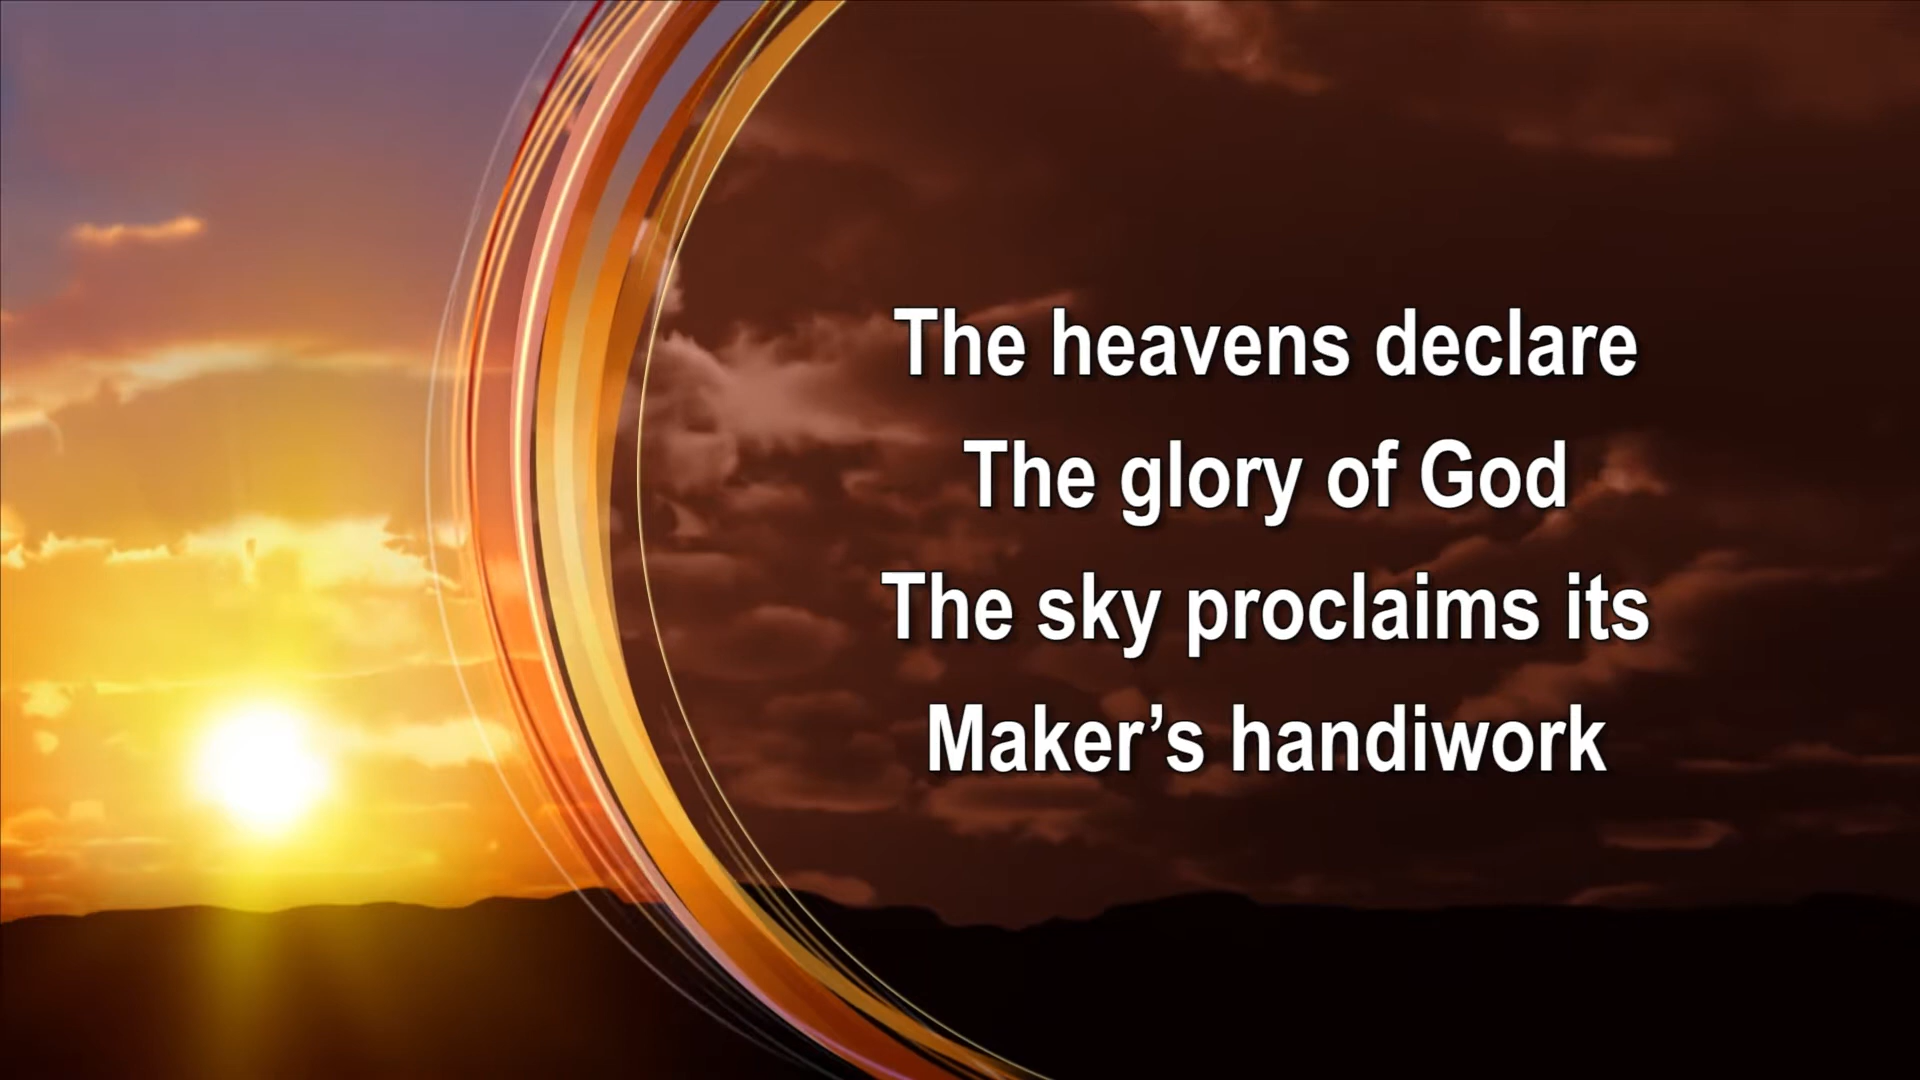 The heavens declare
The glory of God
The sky proclaims its
Maker’s handiwork